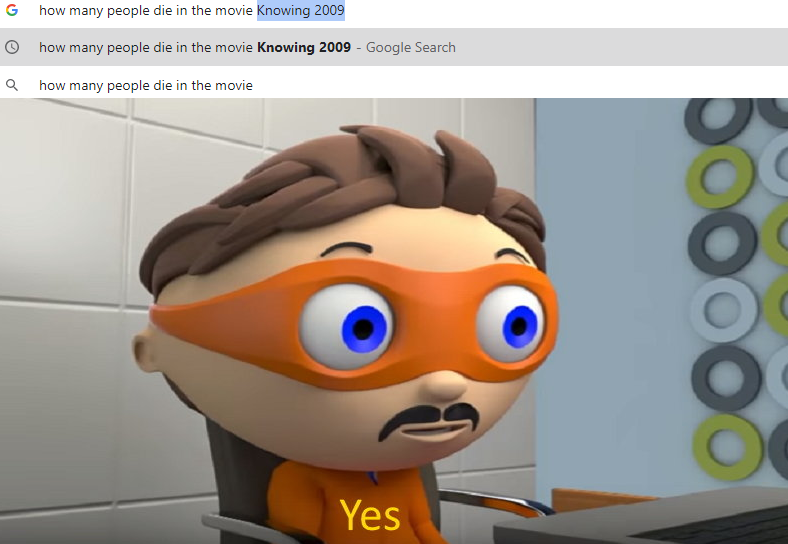 how many people die in the movie Knowing 2009
how many people die in the movie Knowing 2009 - Google Search
how many people die in the movie
Yes